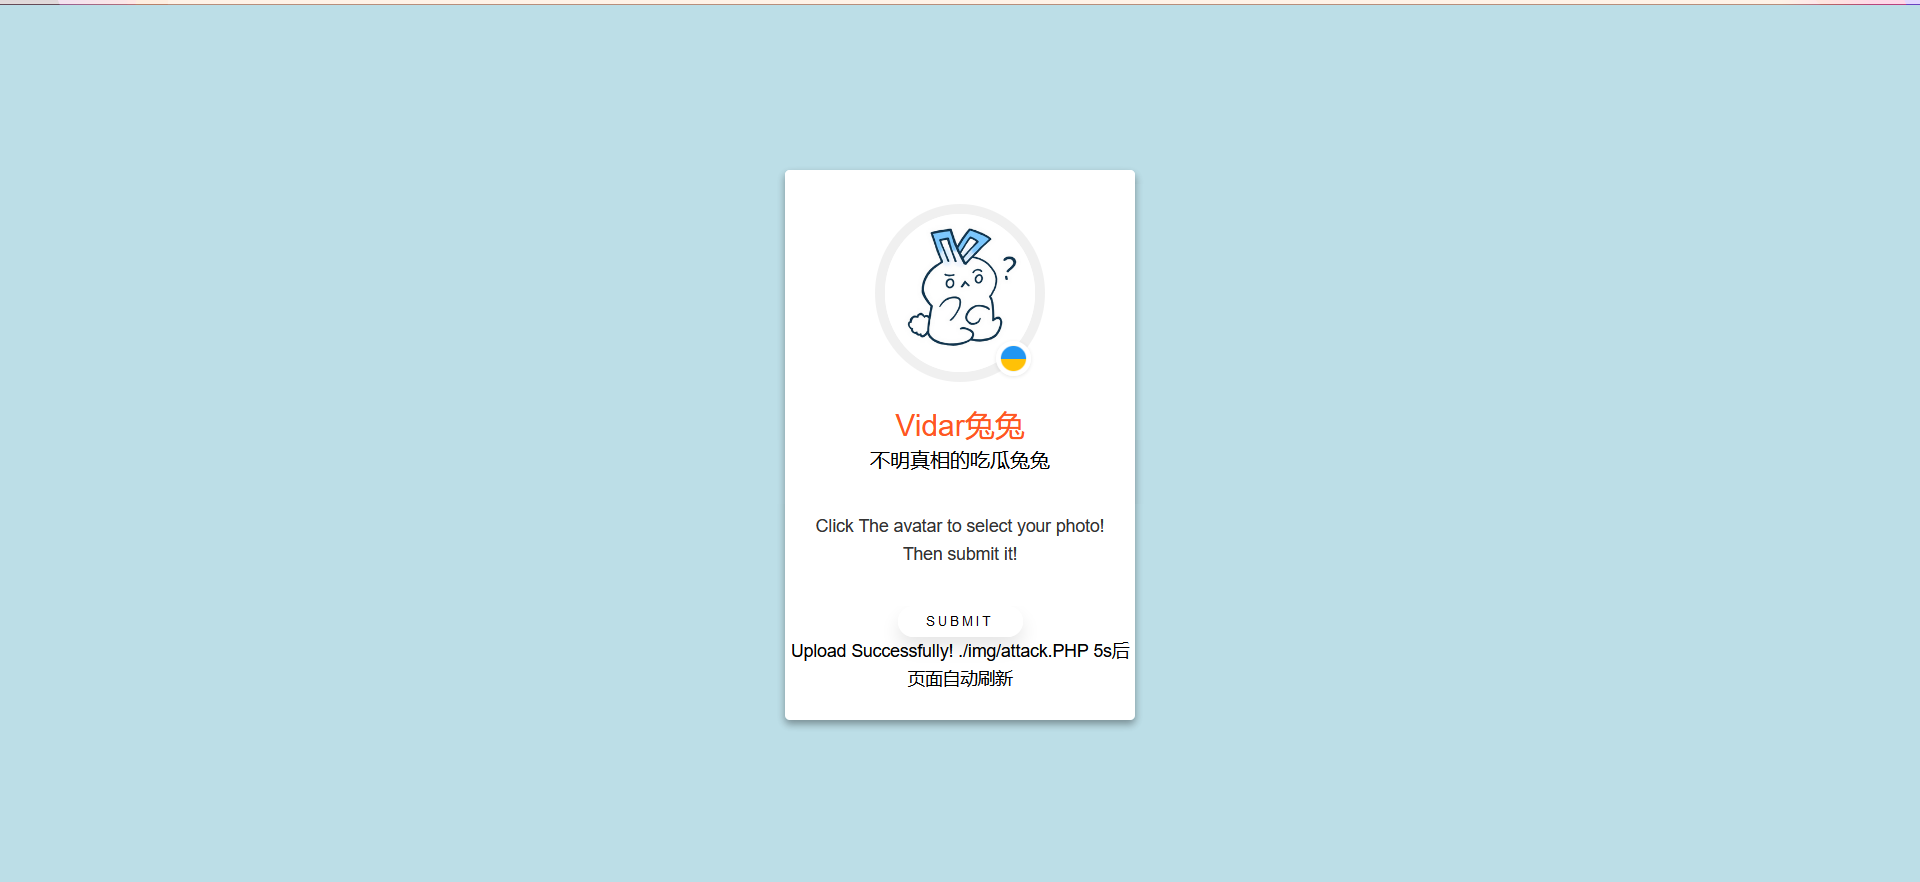 ?
Vidar兔兔
不明真相的吃瓜兔兔
Click The avatar to select your photo!
Then submit it!
SUBMIT
Upload Successfully! ./img/attack.PHP 5s后
页面自动刷新